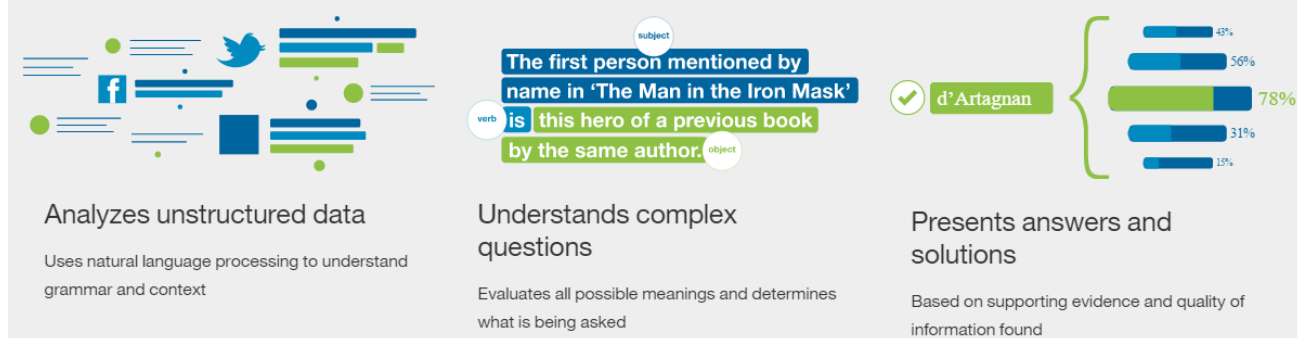 f
subject
The first person mentioned by
name in ‘The Man in the Iron Mask’
verb
is this hero of a previous book
by the same author.
object
d’Artagnan
43%
56%
78%
31%
15%
Analyzes unstructured data
Uses natural language processing to understand
grammar and context
Understands complex
questions
Evaluates all possible meanings and determines
what is being asked
Presents answers and
solutions
Based on supporting evidence and quality of
information found